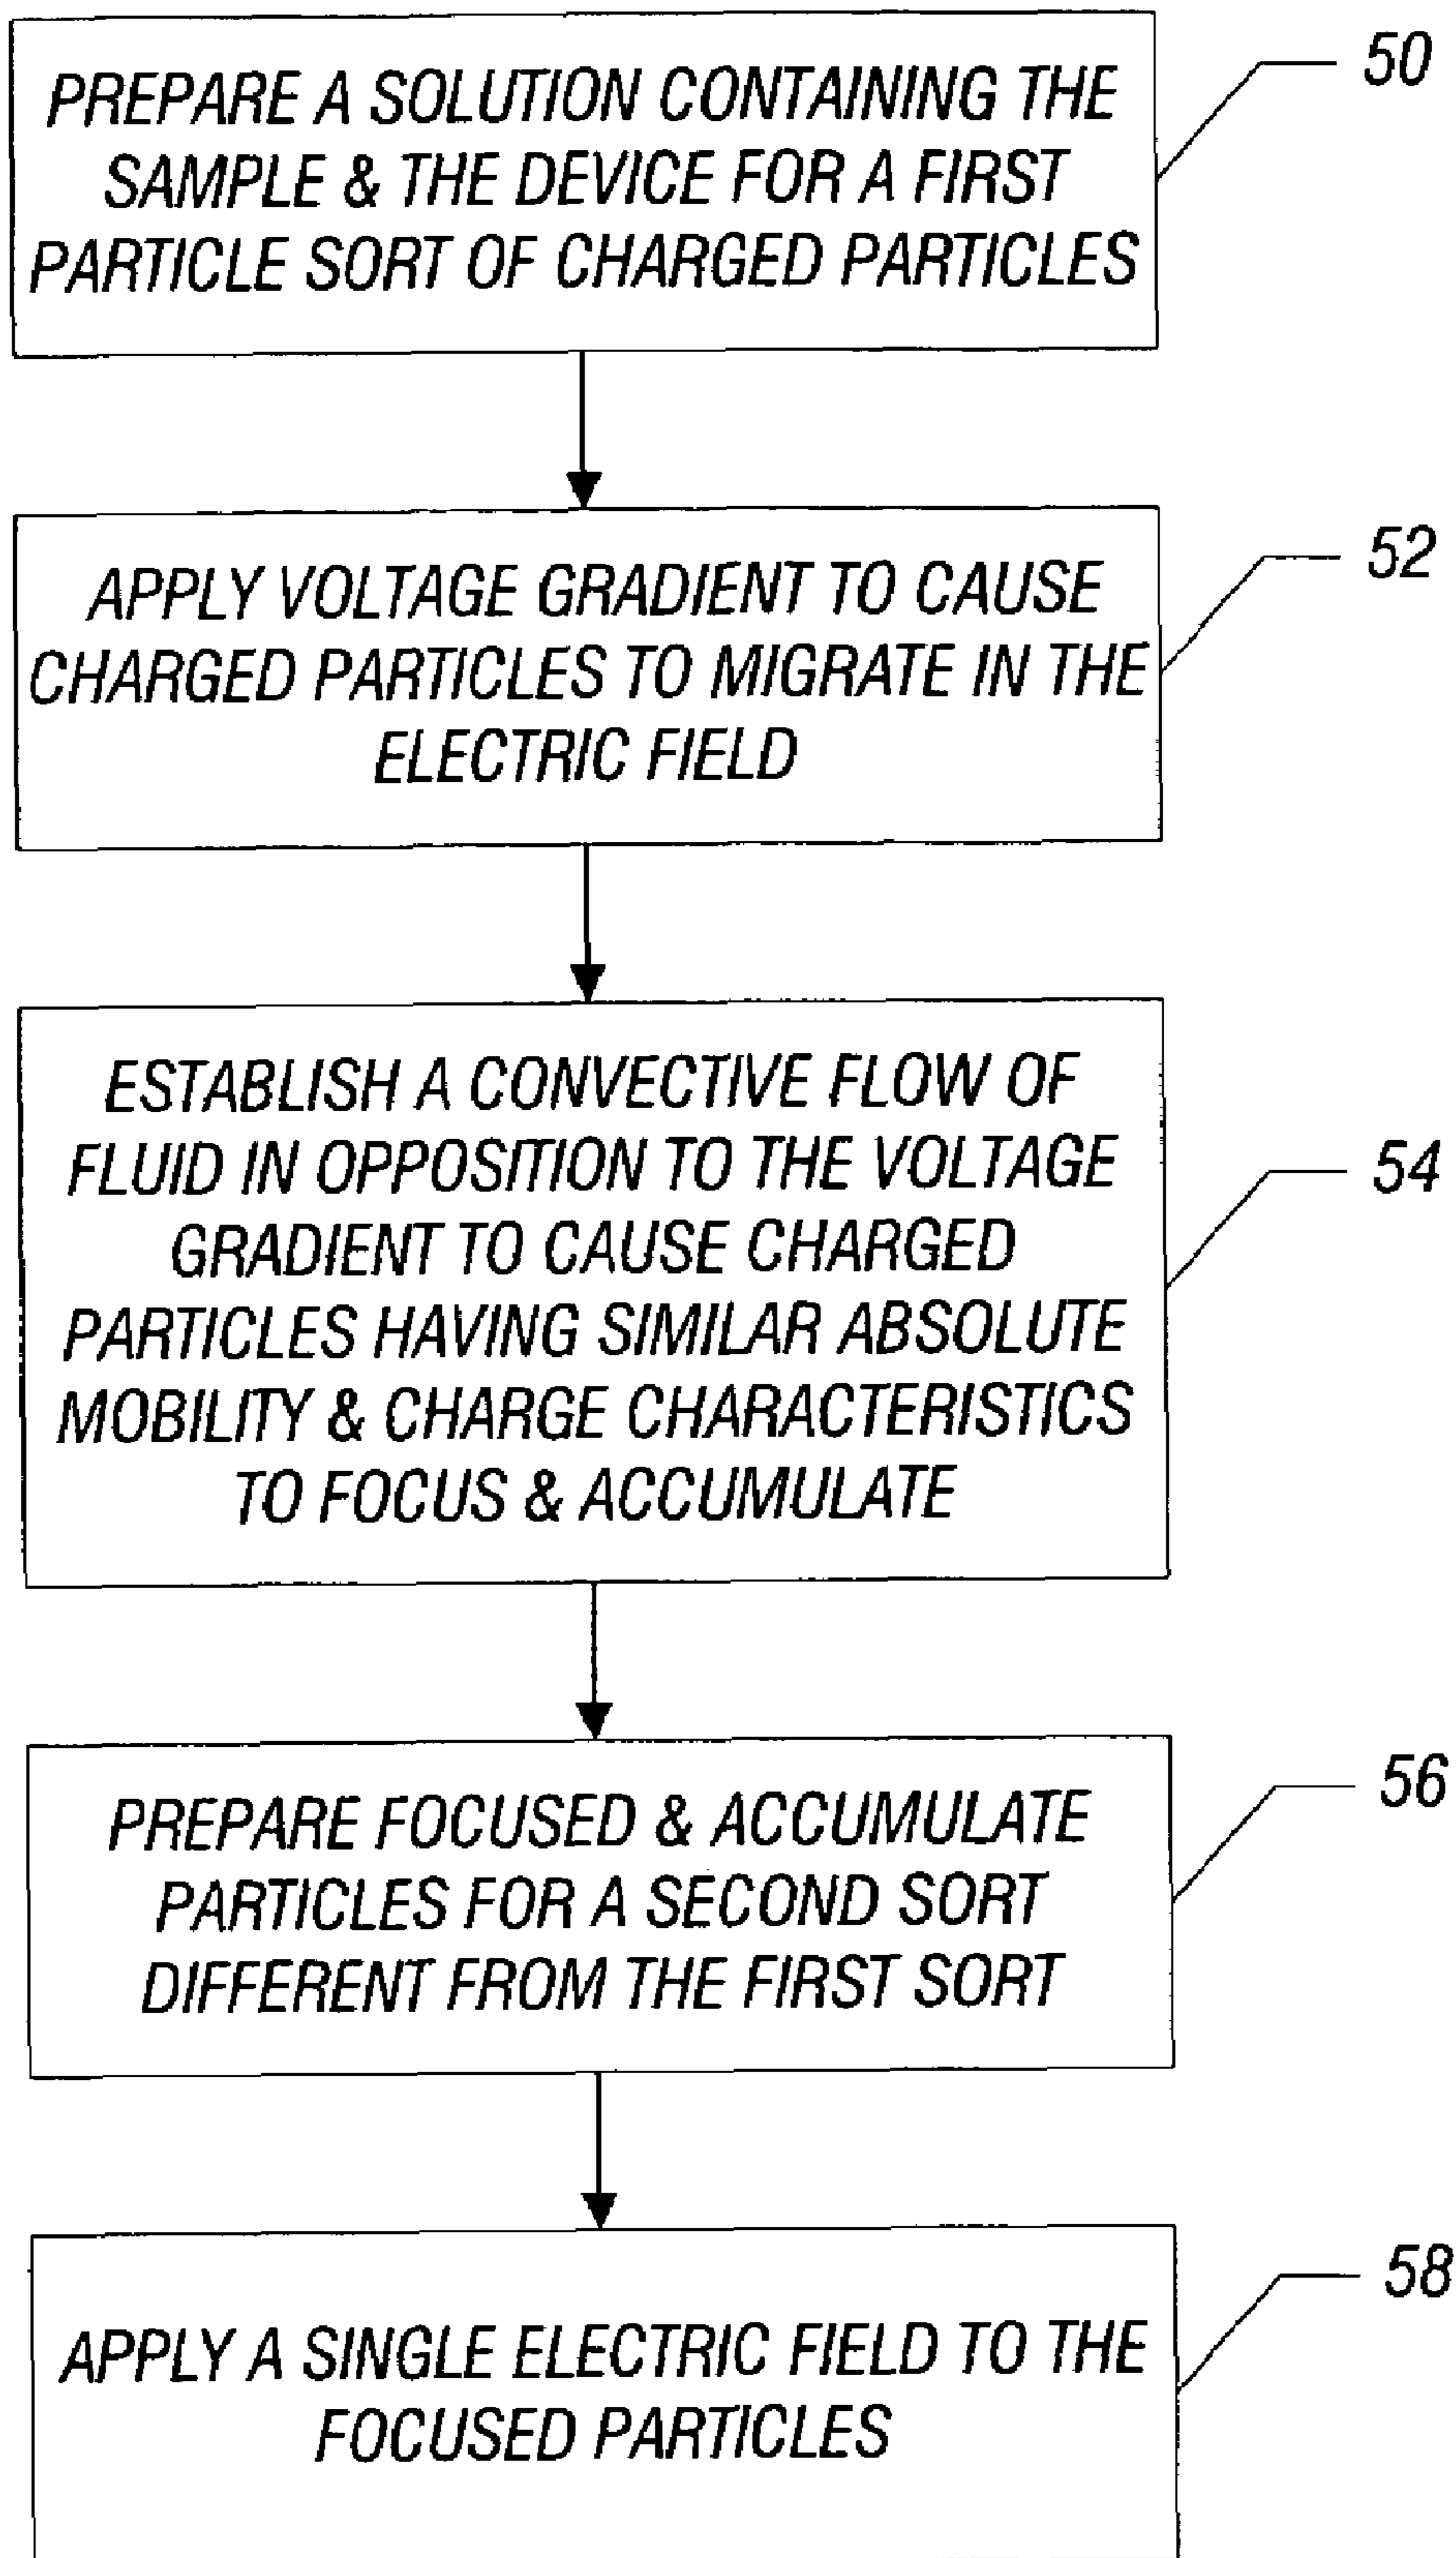 PREPARE A SOLUTION CONTAINING THE
SAMPLE & THE DEVICE FOR A FIRST
PARTICLE SORT OF CHARGED PARTICLES
50
APPLY VOLTAGE GRADIENT TO CAUSE
CHARGED PARTICLES TO MIGRATE IN THE
ELECTRIC FIELD
52
ESTABLISH A CONVECTIVE FLOW OF
FLUID IN OPPOSITION TO THE VOLTAGE
GRADIENT TO CAUSE CHARGED
PARTICLES HAVING SIMILAR ABSOLUTE
MOBILITY & CHARGE CHARACTERISTICS
TO FOCUS & ACCUMULATE
54
PREPARE FOCUSED & ACCUMULATE
PARTICLES FOR A SECOND SORT
DIFFERENT FROM THE FIRST SORT
56
APPLY A SINGLE ELECTRIC FIELD TO THE
FOCUSED PARTICLES
58